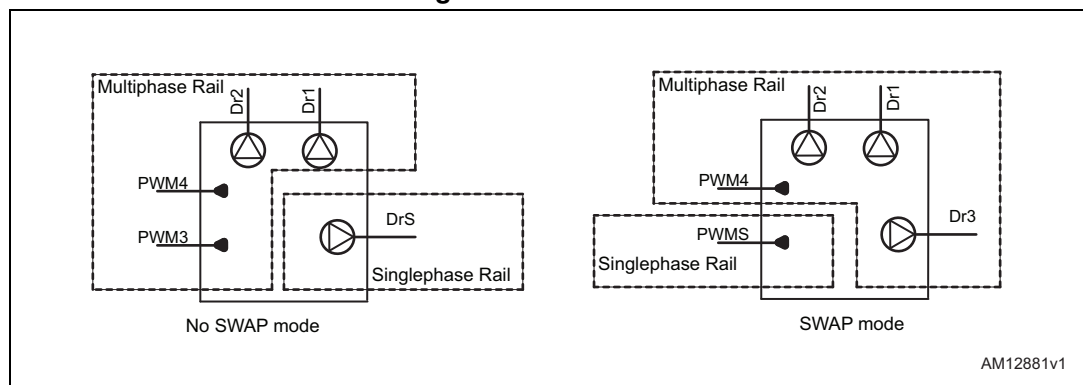 Multiphase Rail
Dr2
Dr1
PWM4
PWM3
DrS
Singlephase Rail
No SWAP mode
Multiphase Rail
Dr2
Dr1
PWM4
PWMS
Dr3
Singlephase Rail
SWAP mode
AM12881v1